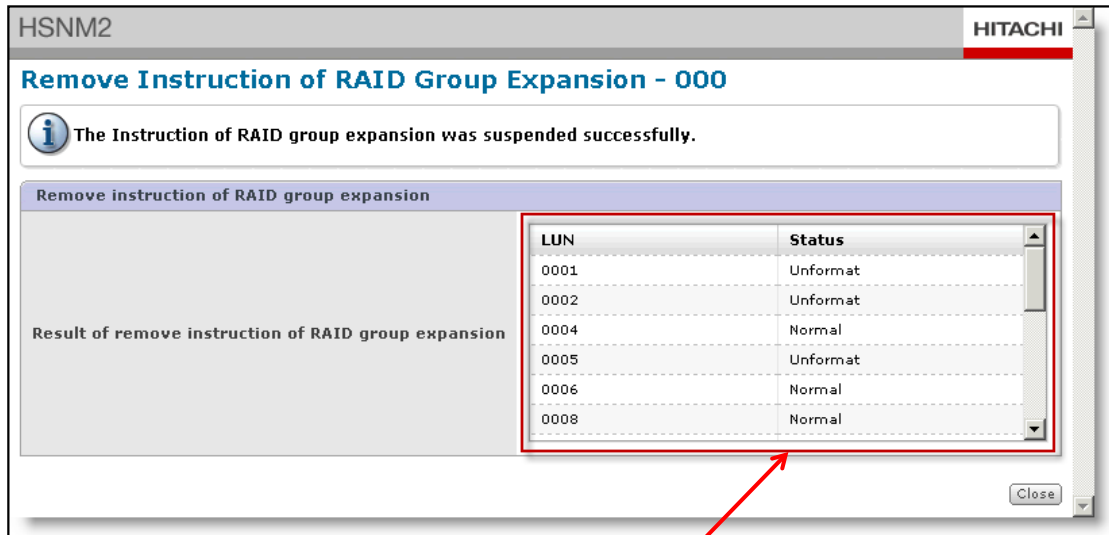 HSNM2 HITACHI
Remove Instruction of RAID Group Expansion - 000
The Instruction of RAID group expansion was suspended successfully.
Remove instruction of RAID group expansion
Result of remove instruction of RAID group expansion
LUN Status
0001 Unformat
0002 Unformat
0004 Normal
0005 Unformat
0006 Normal
0008 Normal
Close